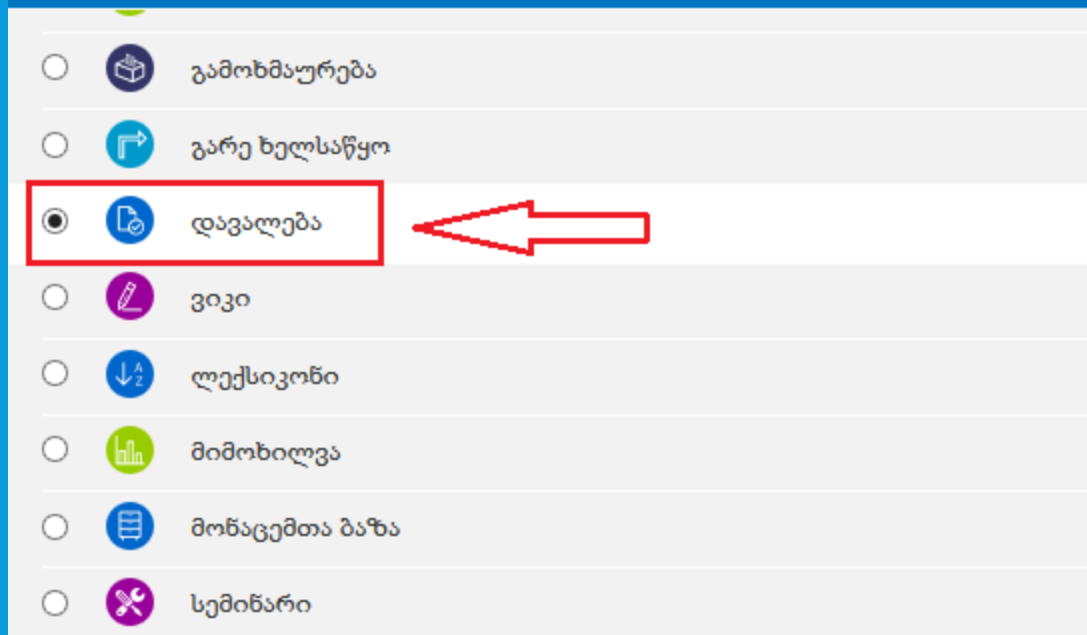 გამოხმაურება
გარე ხელსაწყო
დავალება
ვიკი
A
Z
ლექსიკონი
მიმოხილვა
მონაცემთა ბაზა
სემინარი